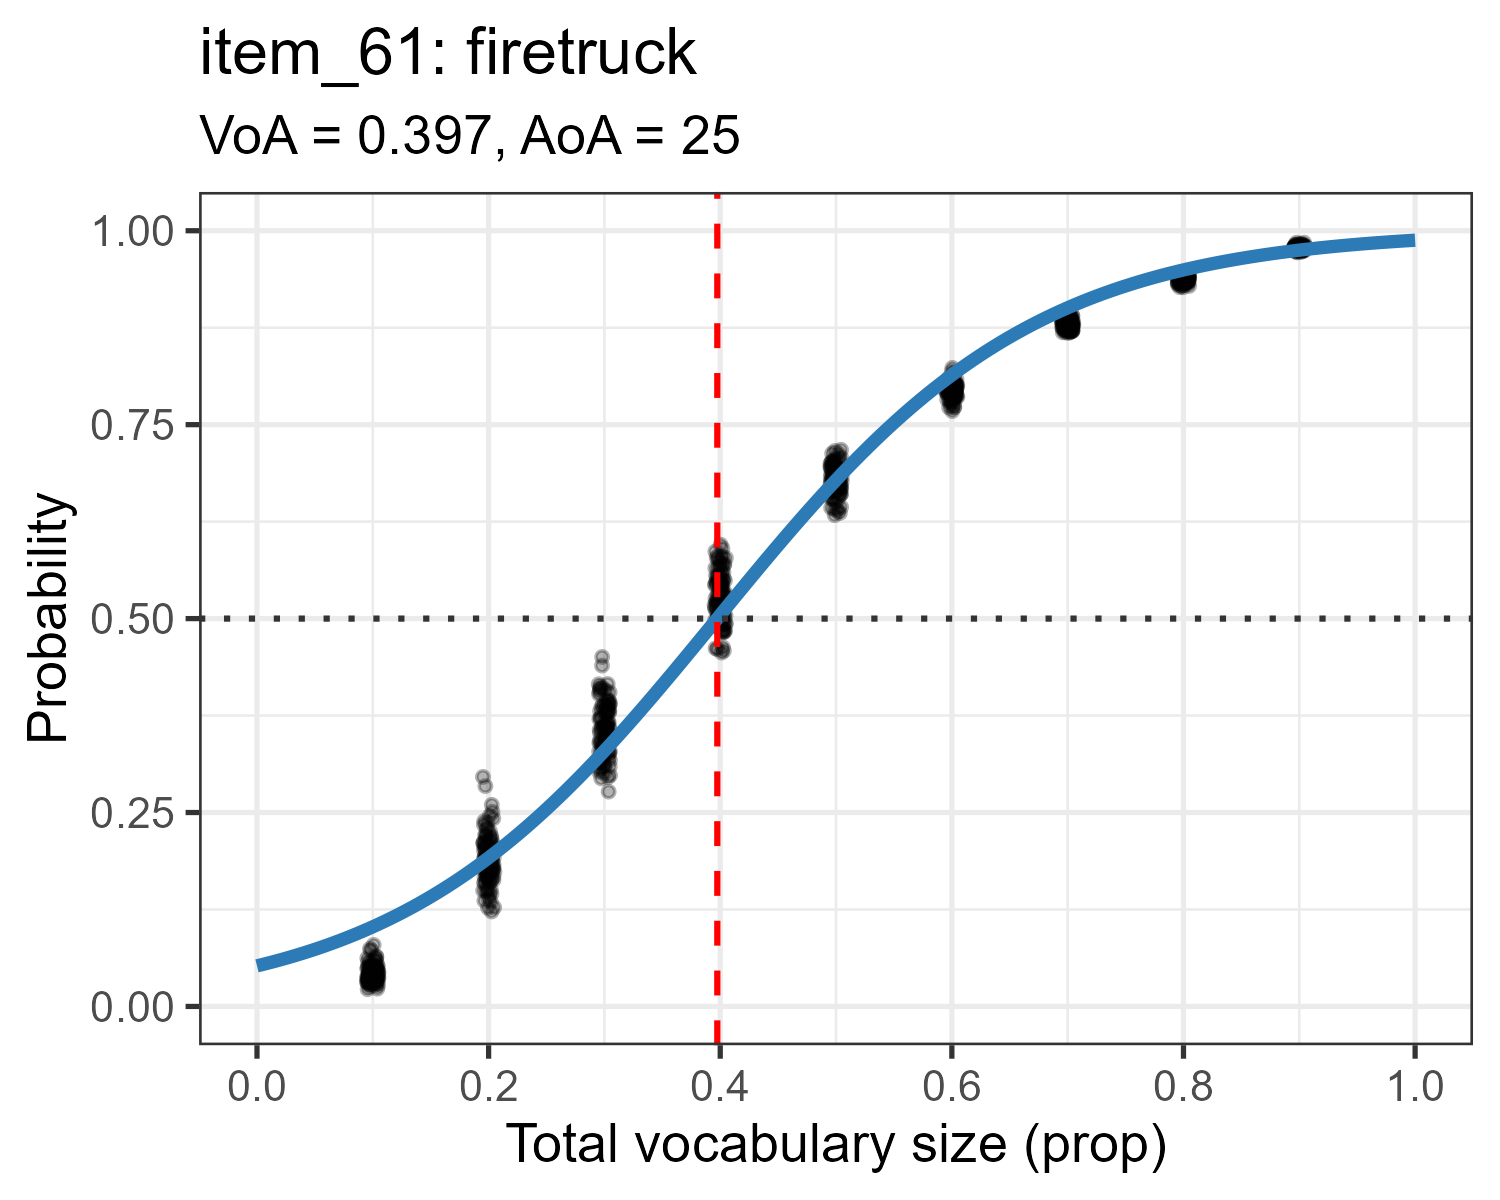 item_61: firetruck
VoA = 0.397, AoA = 25
1.00
0.75
0.50
0.25
0.00
Probability
0.0 0.2 0.4 0.6 0.8 1.0
Total vocabulary size (prop)